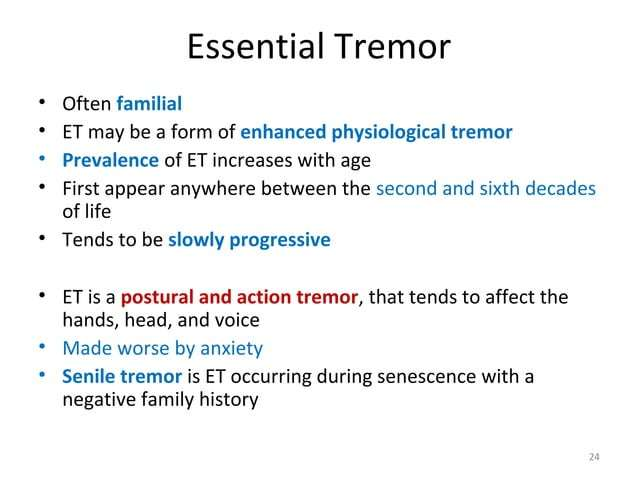 Essential Tremor
• Often familial
• ET may be a form of enhanced physiological tremor
• Prevalence of ET increases with age
• First appear anywhere between the second and sixth decades
of life
• Tends to be slowly progressive
• ET is a postural and action tremor, that tends to affect the
hands, head, and voice
• Made worse by anxiety
• Senile tremor is ET occurring during senescence with a
negative family history
24